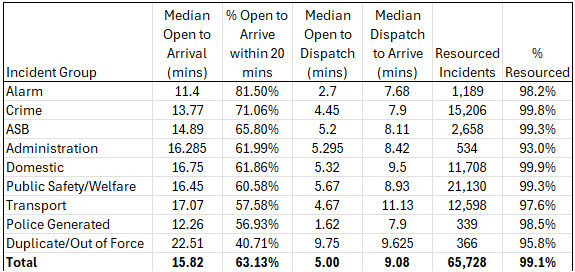 Incident Group | Median Open to Arrival (mins) | % Open to Arrive within 20 mins | Median Open to Dispatch (mins) | Median Dispatch to Arrive (mins) | Resourced Incidents | % Resourced
Alarm | 11.4 | 81.50% | 2.7 | 7.68 | 1,189 | 98.2%
Crime | 13.77 | 71.06% | 4.45 | 7.9 | 15,206 | 99.8%
ASB | 14.89 | 65.80% | 5.2 | 8.11 | 2,658 | 99.3%
Administration | 16.285 | 61.99% | 5.295 | 8.42 | 534 | 93.0%
Domestic | 16.75 | 61.86% | 5.32 | 9.5 | 11,708 | 99.9%
Public Safety/Welfare | 16.45 | 60.58% | 5.67 | 8.93 | 21,130 | 99.3%
Transport | 17.07 | 57.58% | 4.67 | 11.13 | 12,598 | 97.6%
Police Generated | 12.26 | 56.93% | 1.62 | 7.9 | 339 | 98.5%
Duplicate/Out of Force | 22.51 | 40.71% | 9.75 | 9.625 | 366 | 95.8%
Total | 15.82 | 63.13% | 5.00 | 9.08 | 65,728 | 99.1%